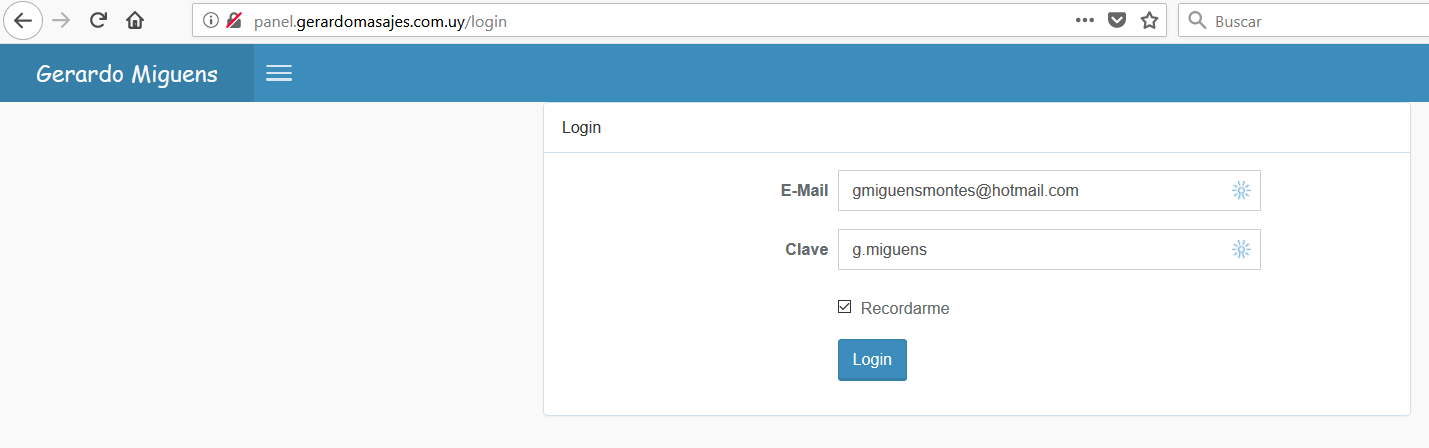 panel.gerardomasajes.com.uy/login
Buscar
Gerardo Miguens
Login
E-Mail gmiguensmontes@hotmail.com
Clave g.miguens
Recordarme
Login